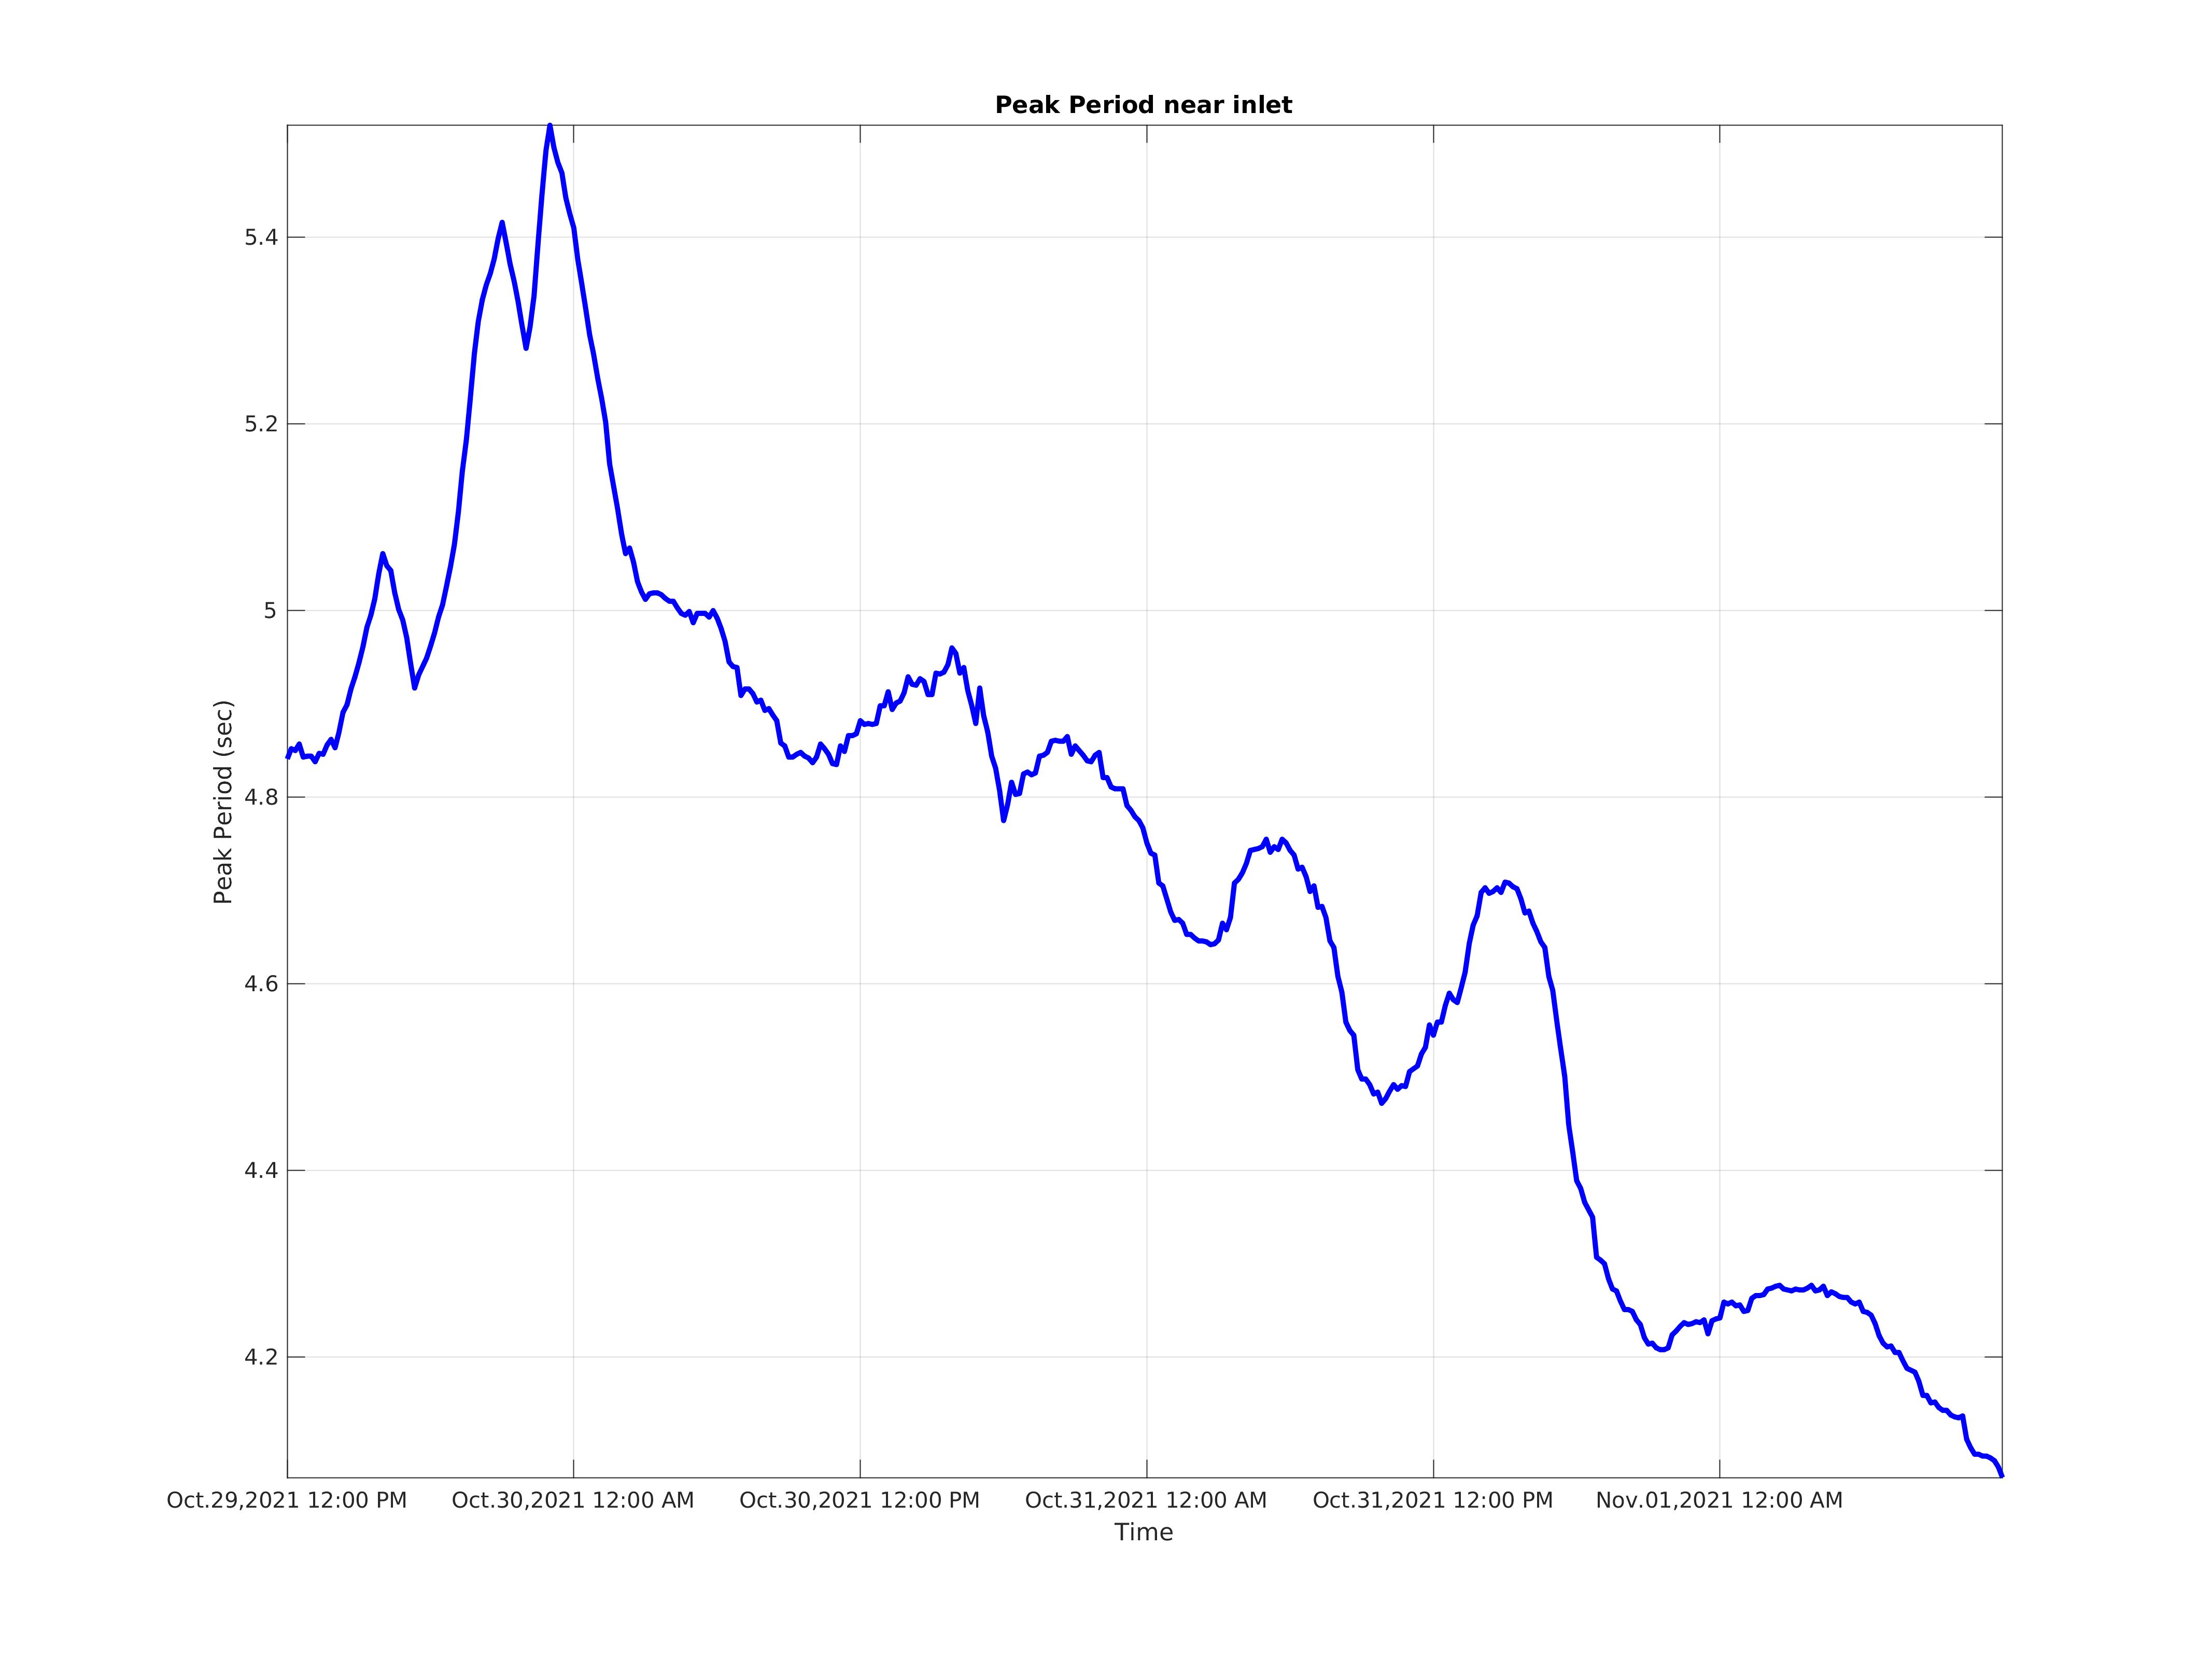 Peak Period near inlet
5.4
5.2
5
4.8
4.6
4.4
4.2
Peak Period (sec)
Oct.29,2021 12:00 PM
Oct.30,2021 12:00 AM
Oct.30,2021 12:00 PM
Oct.31,2021 12:00 AM
Oct.31,2021 12:00 PM
Nov.01,2021 12:00 AM
Time